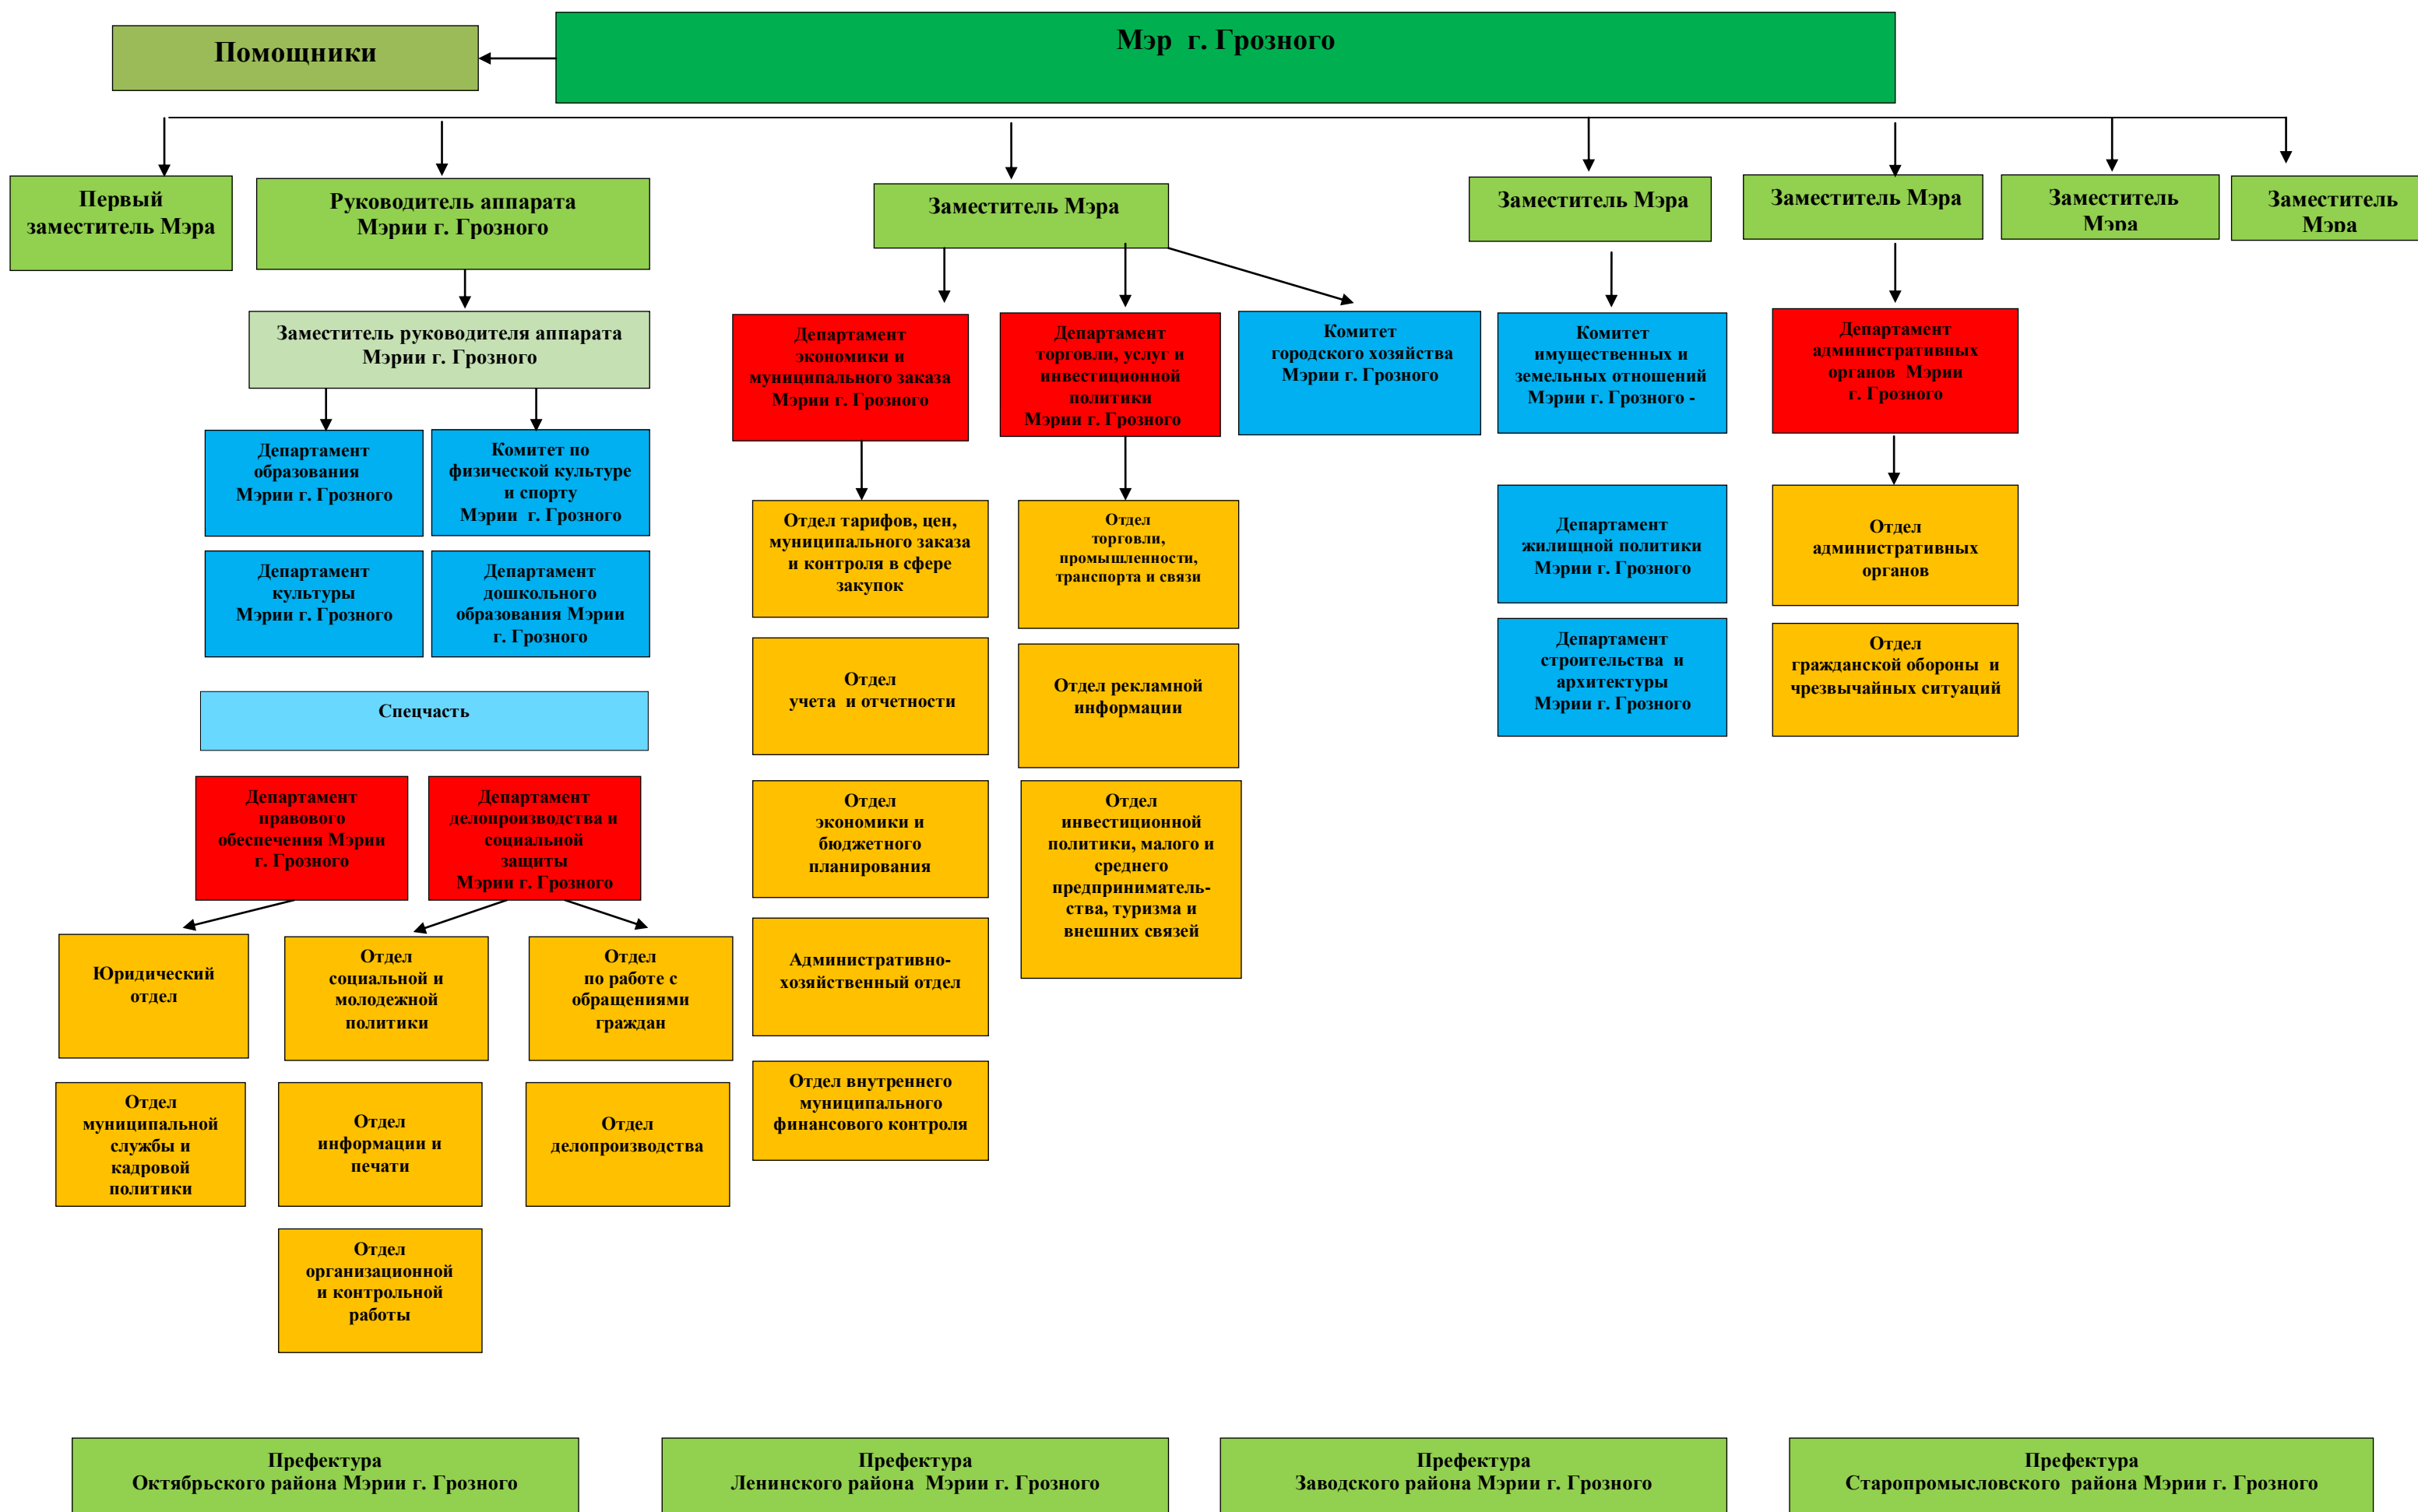 Помощники
Мэр г. Грозного
Первый
заместитель Мэра
Руководитель аппарата
Мэрии г. Грозного
Заместитель Мэра
Заместитель Мэра
Заместитель Мэра
Заместитель
Мэра
Заместитель
Мэра
Заместитель руководителя аппарата
Мэрии г. Грозного
Департамент
экономики и
муниципального заказа
Мэрии г. Грозного
Департамент
торговли, услуг и
инвестиционной
политики
Мэрии г. Грозного
Комитет
городского хозяйства
Мэрии г. Грозного
Комитет
имущественных и
земельных отношений
Мэрии г. Грозного -
Департамент
административных
органов Мэрии
г. Грозного
Департамент
образования
Мэрии г. Грозного
Комитет по
физической культуре
и спорту
Мэрии г. Грозного
Департамент
культуры
Мэрии г. Грозного
Департамент
дошкольного
образования Мэрии
г. Грозного
Спецчасть
Департамент
правового
обеспечения Мэрии
г. Грозного
Департамент
делопроизводства и
социальной
защиты
Мэрии г. Грозного
Юридический
отдел
Отдел
социальной и
молодежной
политики
Отдел
по работе с
обращениями
граждан
Отдел
муниципальной
службы и
кадровой
политики
Отдел
информации и
печати
Отдел
делопроизводства
Отдел
организационной
и контрольной
работы
Отдел тарифов, цен,
муниципального заказа
и контроля в сфере
закупок
Отдел
учета и отчетности
Отдел
экономики и
бюджетного
планирования
Административно-
хозяйственный отдел
Отдел внутреннего
муниципального
финансового контроля
Отдел
торговли,
промышленности,
транспорта и связи
Отдел рекламной
информации
Отдел
инвестиционной
политики, малого и
среднего
предприниматель-
ства, туризма и
внешних связей
Департамент
жилищной политики
Мэрии г. Грозного
Департамент
строительства и
архитектуры
Мэрии г. Грозного
Отдел
административных
органов
Отдел
гражданской обороны и
чрезвычайных ситуаций
Префектура
Октябрьского района Мэрии г. Грозного
Префектура
Ленинского района Мэрии г. Грозного
Префектура
Заводского района Мэрии г. Грозного
Префектура
Старопромысловского района Мэрии г. Грозного